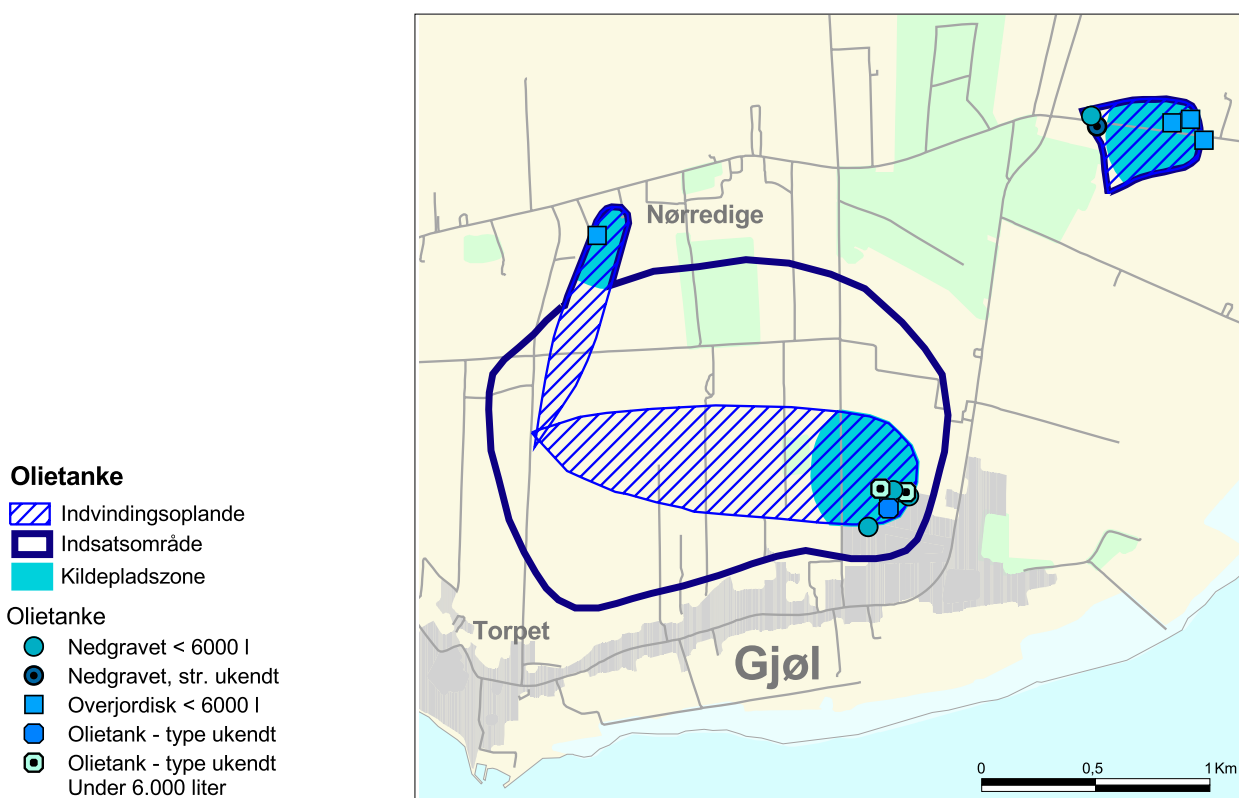 Nørredige
Olietanke
Indvindingsoplande
Indsatsområde
Kildepladszone
Olietanke
Nedgravet < 6000 l
Nedgravet, str. ukendt
Overjordisk < 6000 l
Olietank - type ukendt
Olietank - type ukendt
Under 6.000 liter
Torpet
Gjøl
0 0,5 1 Km